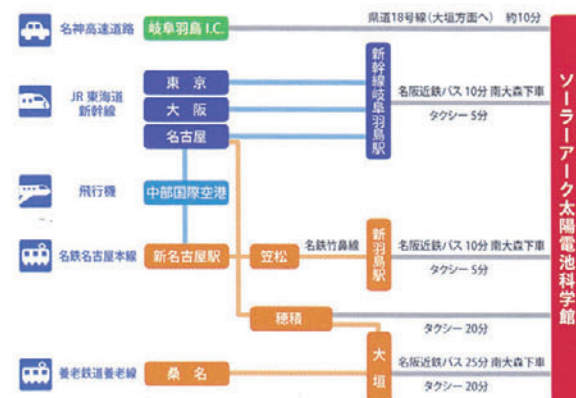 名神高速道路
岐阜羽島 I.C.
県道18号線(大垣方面へ) 約10分
JR東海道
新幹線
東京
大阪
名古屋
新幹線岐阜羽島駅
名阪近鉄バス 10分 南大森下車
タクシー 5分
飛行機
中部国際空港
名鉄名古屋本線
新名古屋駅
笠松
名鉄竹鼻線
新羽島駅
名阪近鉄バス 10分 南大森下車
タクシー 5分
穂積
タクシー 20分
養老鉄道養老線
桑名
大垣
名阪近鉄バス 25分 南大森下車
タクシー 20分
ソーラーアーク太陽電池科学館